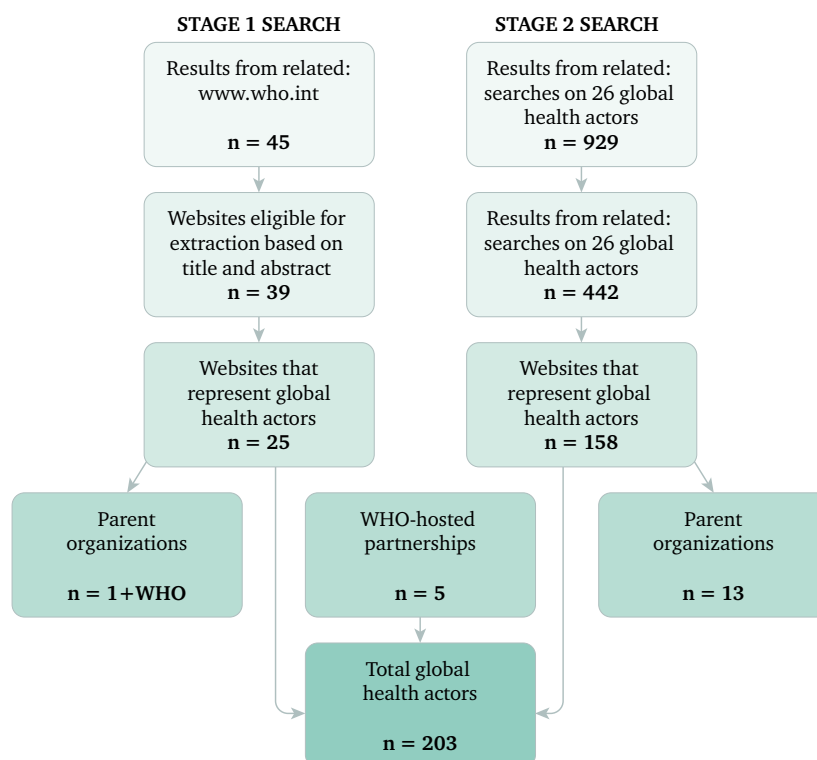 STAGE 1 SEARCH
Results from related:
www.who.int
n = 45
Websites eligible for
extraction based on
title and abstract
n = 39
Websites that
represent global
health actors
n = 25
Parent
organizations
n = 1+WHO
STAGE 2 SEARCH
Results from related:
searches on 26 global
health actors
n = 929
Results from related:
searches on 26 global
health actors
n = 442
Websites that
represent global
health actors
n = 158
WHO-hosted
partnerships
n = 5
Parent
organizations
n = 13
Total global
health actors
n = 203